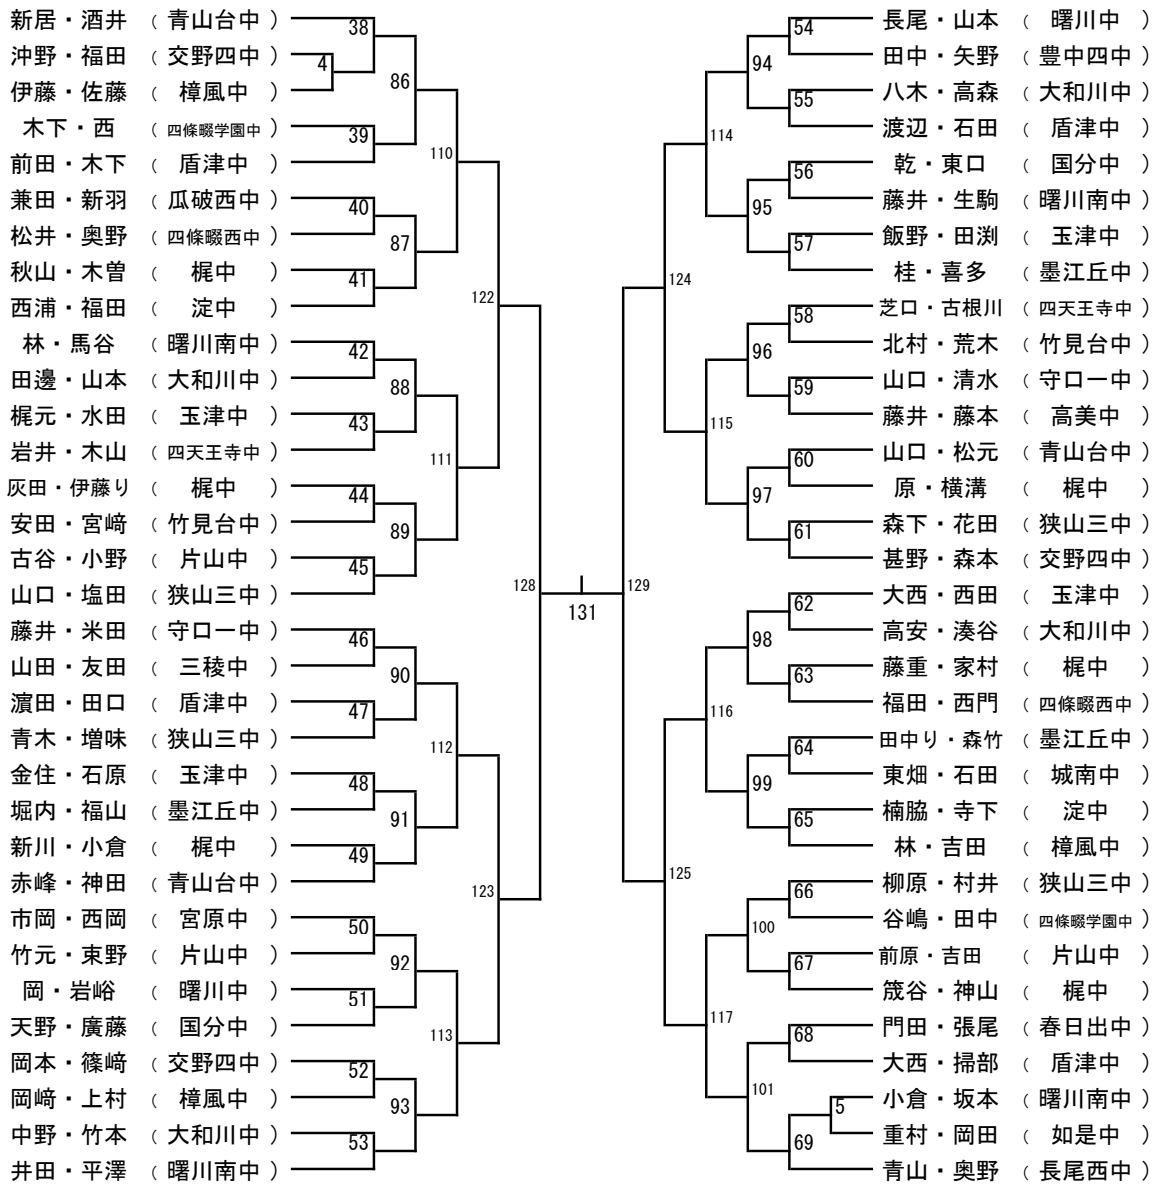 新居・酒井 （ 青山台中 ）
沖野・福田 （ 交野四中 ）
伊藤・佐藤 （ 樟風中 ）
木下・西 （ 四條畷学園中 ）
前田・木下 （ 盾津中 ）
兼田・新羽 （ 瓜破西中 ）
松井・奥野 （ 四條畷西中 ）
秋山・木曽 （ 梶中 ）
西浦・福田 （ 淀中 ）
林・馬谷 （ 曙川南中 ）
田邊・山本 （ 大和川中 ）
梶元・水田 （ 玉津中 ）
岩井・木山 （ 四天王寺中 ）
灰田・伊藤り （ 梶中 ）
安田・宮﨑 （ 竹見台中 ）
古谷・小野 （ 片山中 ）
山口・塩田 （ 狭山三中 ）
藤井・米田 （ 守口一中 ）
山田・友田 （ 三稜中 ）
濵田・田口 （ 盾津中 ）
青木・増味 （ 狭山三中 ）
金住・石原 （ 玉津中 ）
堀内・福山 （ 墨江丘中 ）
新川・小倉 （ 梶中 ）
赤峰・神田 （ 青山台中 ）
市岡・西岡 （ 宮原中 ）
竹元・東野 （ 片山中 ）
岡・岩峪 （ 曙川中 ）
天野・廣藤 （ 国分中 ）
岡本・篠﨑 （ 交野四中 ）
岡﨑・上村 （ 樟風中 ）
中野・竹本 （ 大和川中 ）
井田・平澤 （ 曙川南中 ）
38
4
39
40
41
42
43
44
45
46
47
48
49
50
51
52
53
86
87
88
89
90
91
92
93
110
111
112
113
122
123
128
131
129
124
125
114
115
116
117
94
95
96
97
98
99
100
101
54
55
56
57
58
59
60
61
62
63
64
65
66
67
68
5
69
長尾・山本 （ 曙川中 ）
田中・矢野 （ 豊中四中 ）
八木・高森 （ 大和川中 ）
渡辺・石田 （ 盾津中 ）
乾・東口 （ 国分中 ）
藤井・生駒 （ 曙川南中 ）
飯野・田渕 （ 玉津中 ）
桂・喜多 （ 墨江丘中 ）
芝口・古根川 （ 四天王寺中 ）
北村・荒木 （ 竹見台中 ）
山口・清水 （ 守口一中 ）
藤井・藤本 （ 高美中 ）
山口・松元 （ 青山台中 ）
原・横溝 （ 梶中 ）
森下・花田 （ 狭山三中 ）
甚野・森本 （ 交野四中 ）
大西・西田 （ 玉津中 ）
高安・湊谷 （ 大和川中 ）
藤重・家村 （ 梶中 ）
福田・西門 （ 四條畷西中 ）
田中り・森竹 （ 墨江丘中 ）
東畑・石田 （ 城南中 ）
楠脇・寺下 （ 淀中 ）
林・吉田 （ 樟風中 ）
柳原・村井 （ 狭山三中 ）
谷嶋・田中 （ 四條畷学園中 ）
前原・吉田 （ 片山中 ）
筬谷・神山 （ 梶中 ）
門田・張尾 （ 春日出中 ）
大西・掃部 （ 盾津中 ）
小倉・坂本 （ 曙川南中 ）
重村・岡田 （ 如是中 ）
青山・奥野 （ 長尾西中 ）